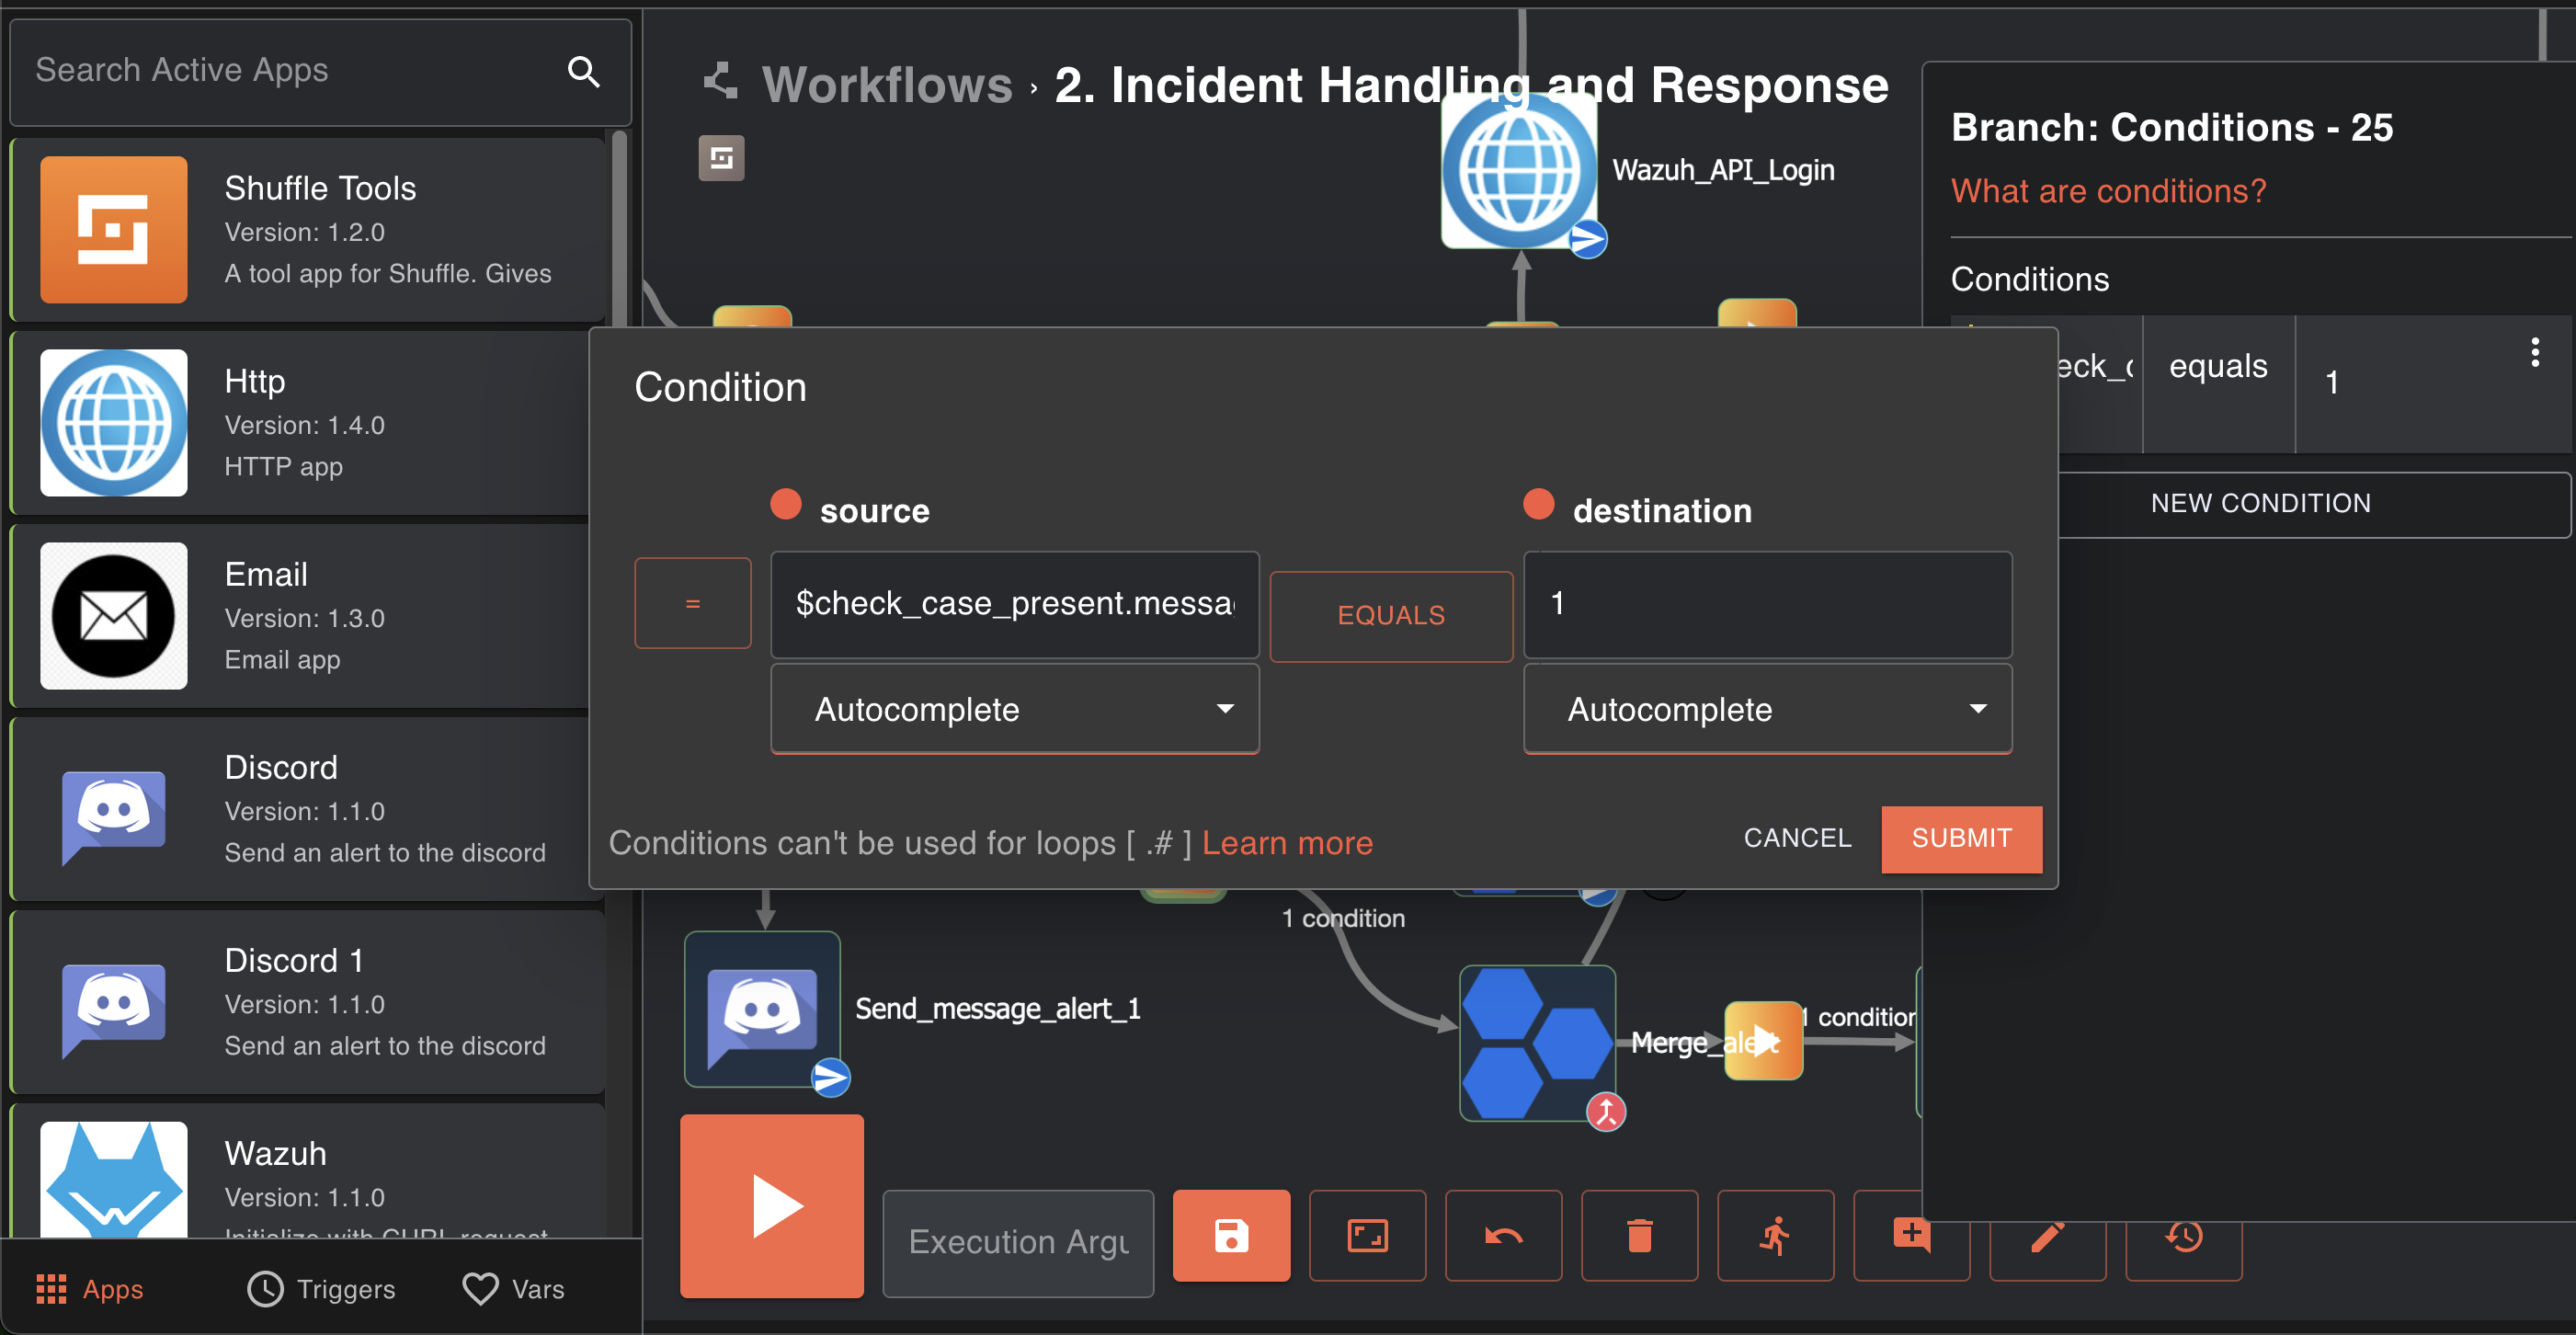 Search Active Apps
Shuffle Tools
Version: 1.2.0
A tool app for Shuffle. Gives
Http
Version: 1.4.0
HTTP app
Email
Version: 1.3.0
Email app
Discord
Version: 1.1.0
Send an alert to the discord
Discord 1
Version: 1.1.0
Send an alert to the discord
Wazuh
Version: 1.1.0
Initialize with CURL request
Apps
Triggers
Vars
Workflows › 2. Incident Handling and Response
Wazuh_API_Login
Condition
source
destination
=
$check_case_present.messa
EQUALS
1
Autocomplete
Autocomplete
Conditions can't be used for loops [ .# ] Learn more
CANCEL
SUBMIT
1 condition
Send_message_alert_1
Merge_alert
1 condition
Execution Argu
Branch: Conditions - 25
What are conditions?
Conditions
eck_c
equals
1
NEW CONDITION